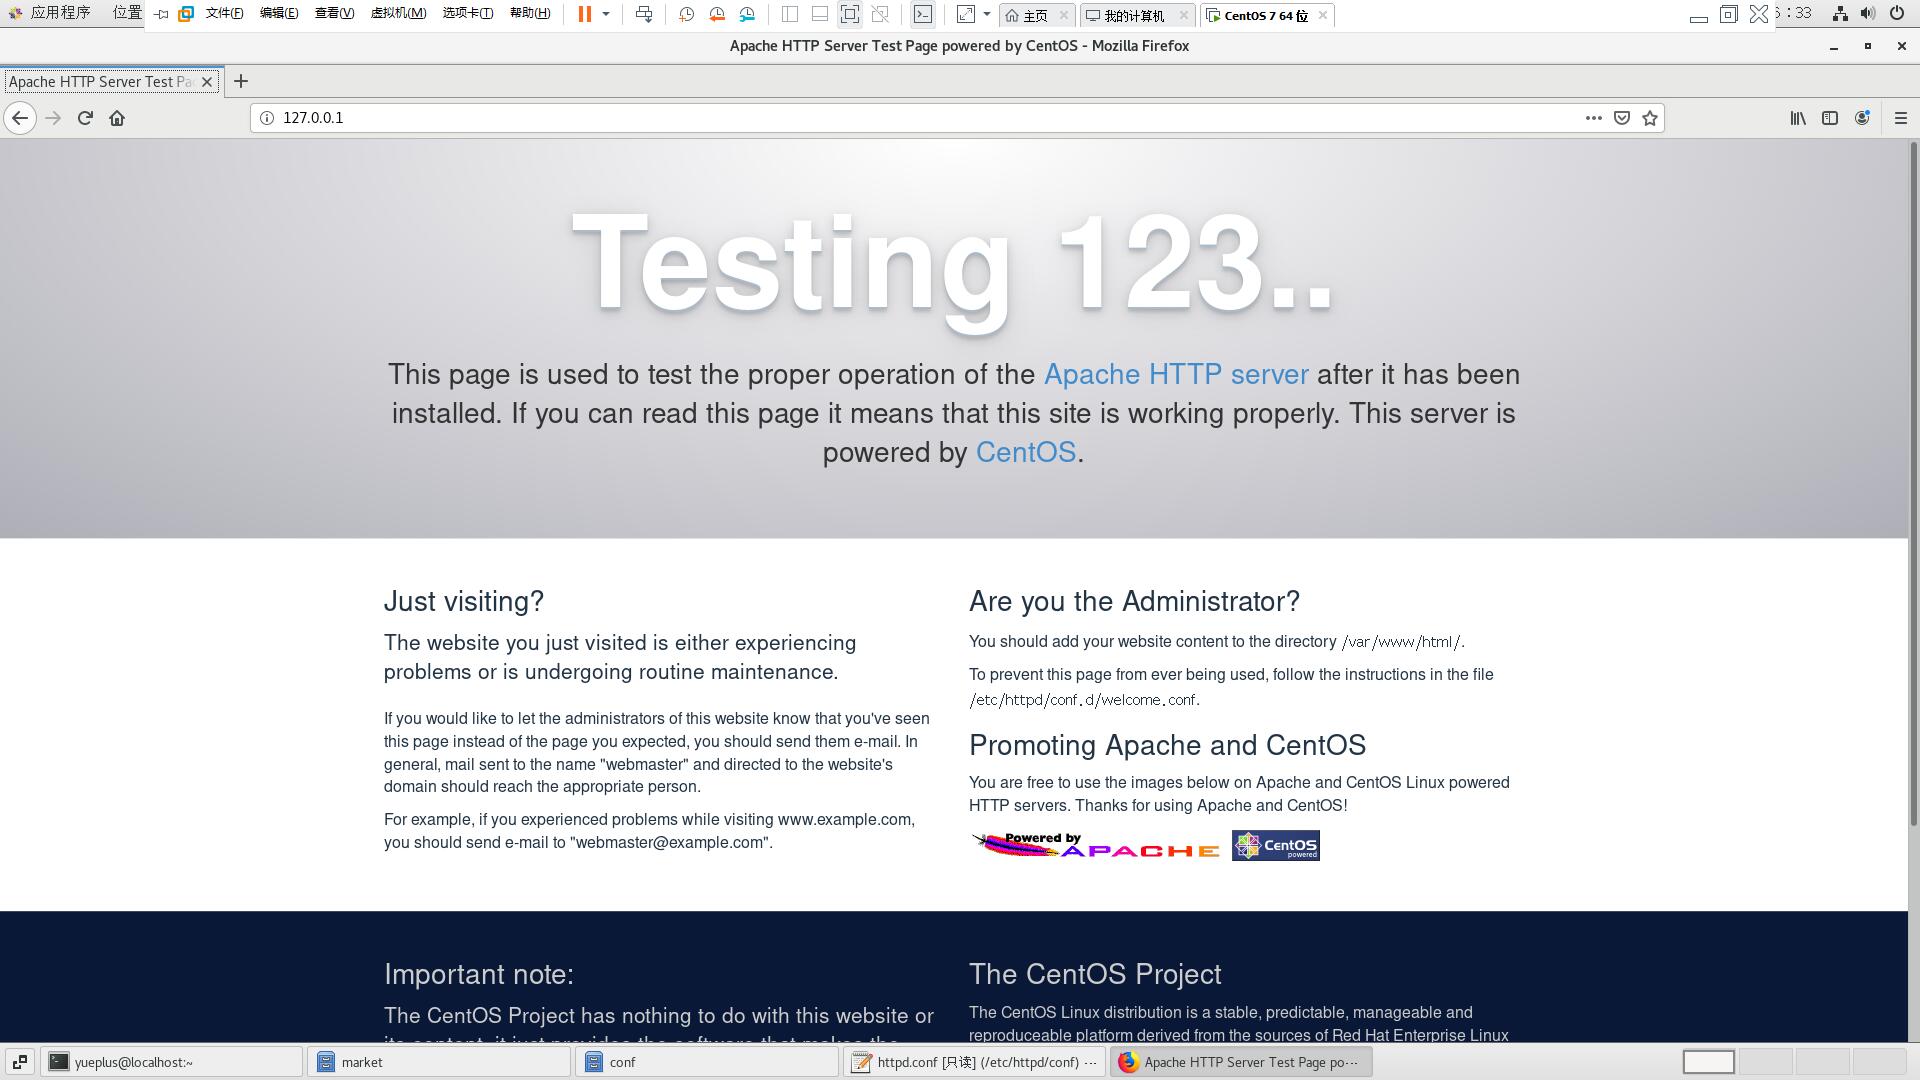 应用程序 位置 文件(F) 编辑(E) 查看(V) 虚拟机(M) 选项卡(T) 帮助(H) 主页 我的计算机 CentOS 7 64 位 :33
Apache HTTP Server Test Page powered by CentOS - Mozilla Firefox
Apache HTTP Server Test Pa
127.0.0.1
Testing 123..
This page is used to test the proper operation of the Apache HTTP server after it has been
installed. If you can read this page it means that this site is working properly. This server is
powered by CentOS.
Just visiting?
The website you just visited is either experiencing
problems or is undergoing routine maintenance.
If you would like to let the administrators of this website know that you've seen
this page instead of the page you expected, you should send them e-mail. In
general, mail sent to the name "webmaster" and directed to the website's
domain should reach the appropriate person.
For example, if you experienced problems while visiting www.example.com,
you should send e-mail to "webmaster@example.com".
Are you the Administrator?
You should add your website content to the directory /var/www/html/.
To prevent this page from ever being used, follow the instructions in the file
/etc/httpd/conf.d/welcome.conf.
Promoting Apache and CentOS
You are free to use the images below on Apache and CentOS Linux powered
HTTP servers. Thanks for using Apache and CentOS!
Powered by
APACHE
CentOS
powered
Important note:
The CentOS Project has nothing to do with this website or
its content, it just provides the software that makes the
The CentOS Project
The CentOS Linux distribution is a stable, predictable, manageable and
reproduceable platform derived from the sources of Red Hat Enterprise Linux
yueplus@localhost:~ market conf httpd.conf [只读] (/etc/httpd/conf) ··· Apache HTTP Server Test Page po···